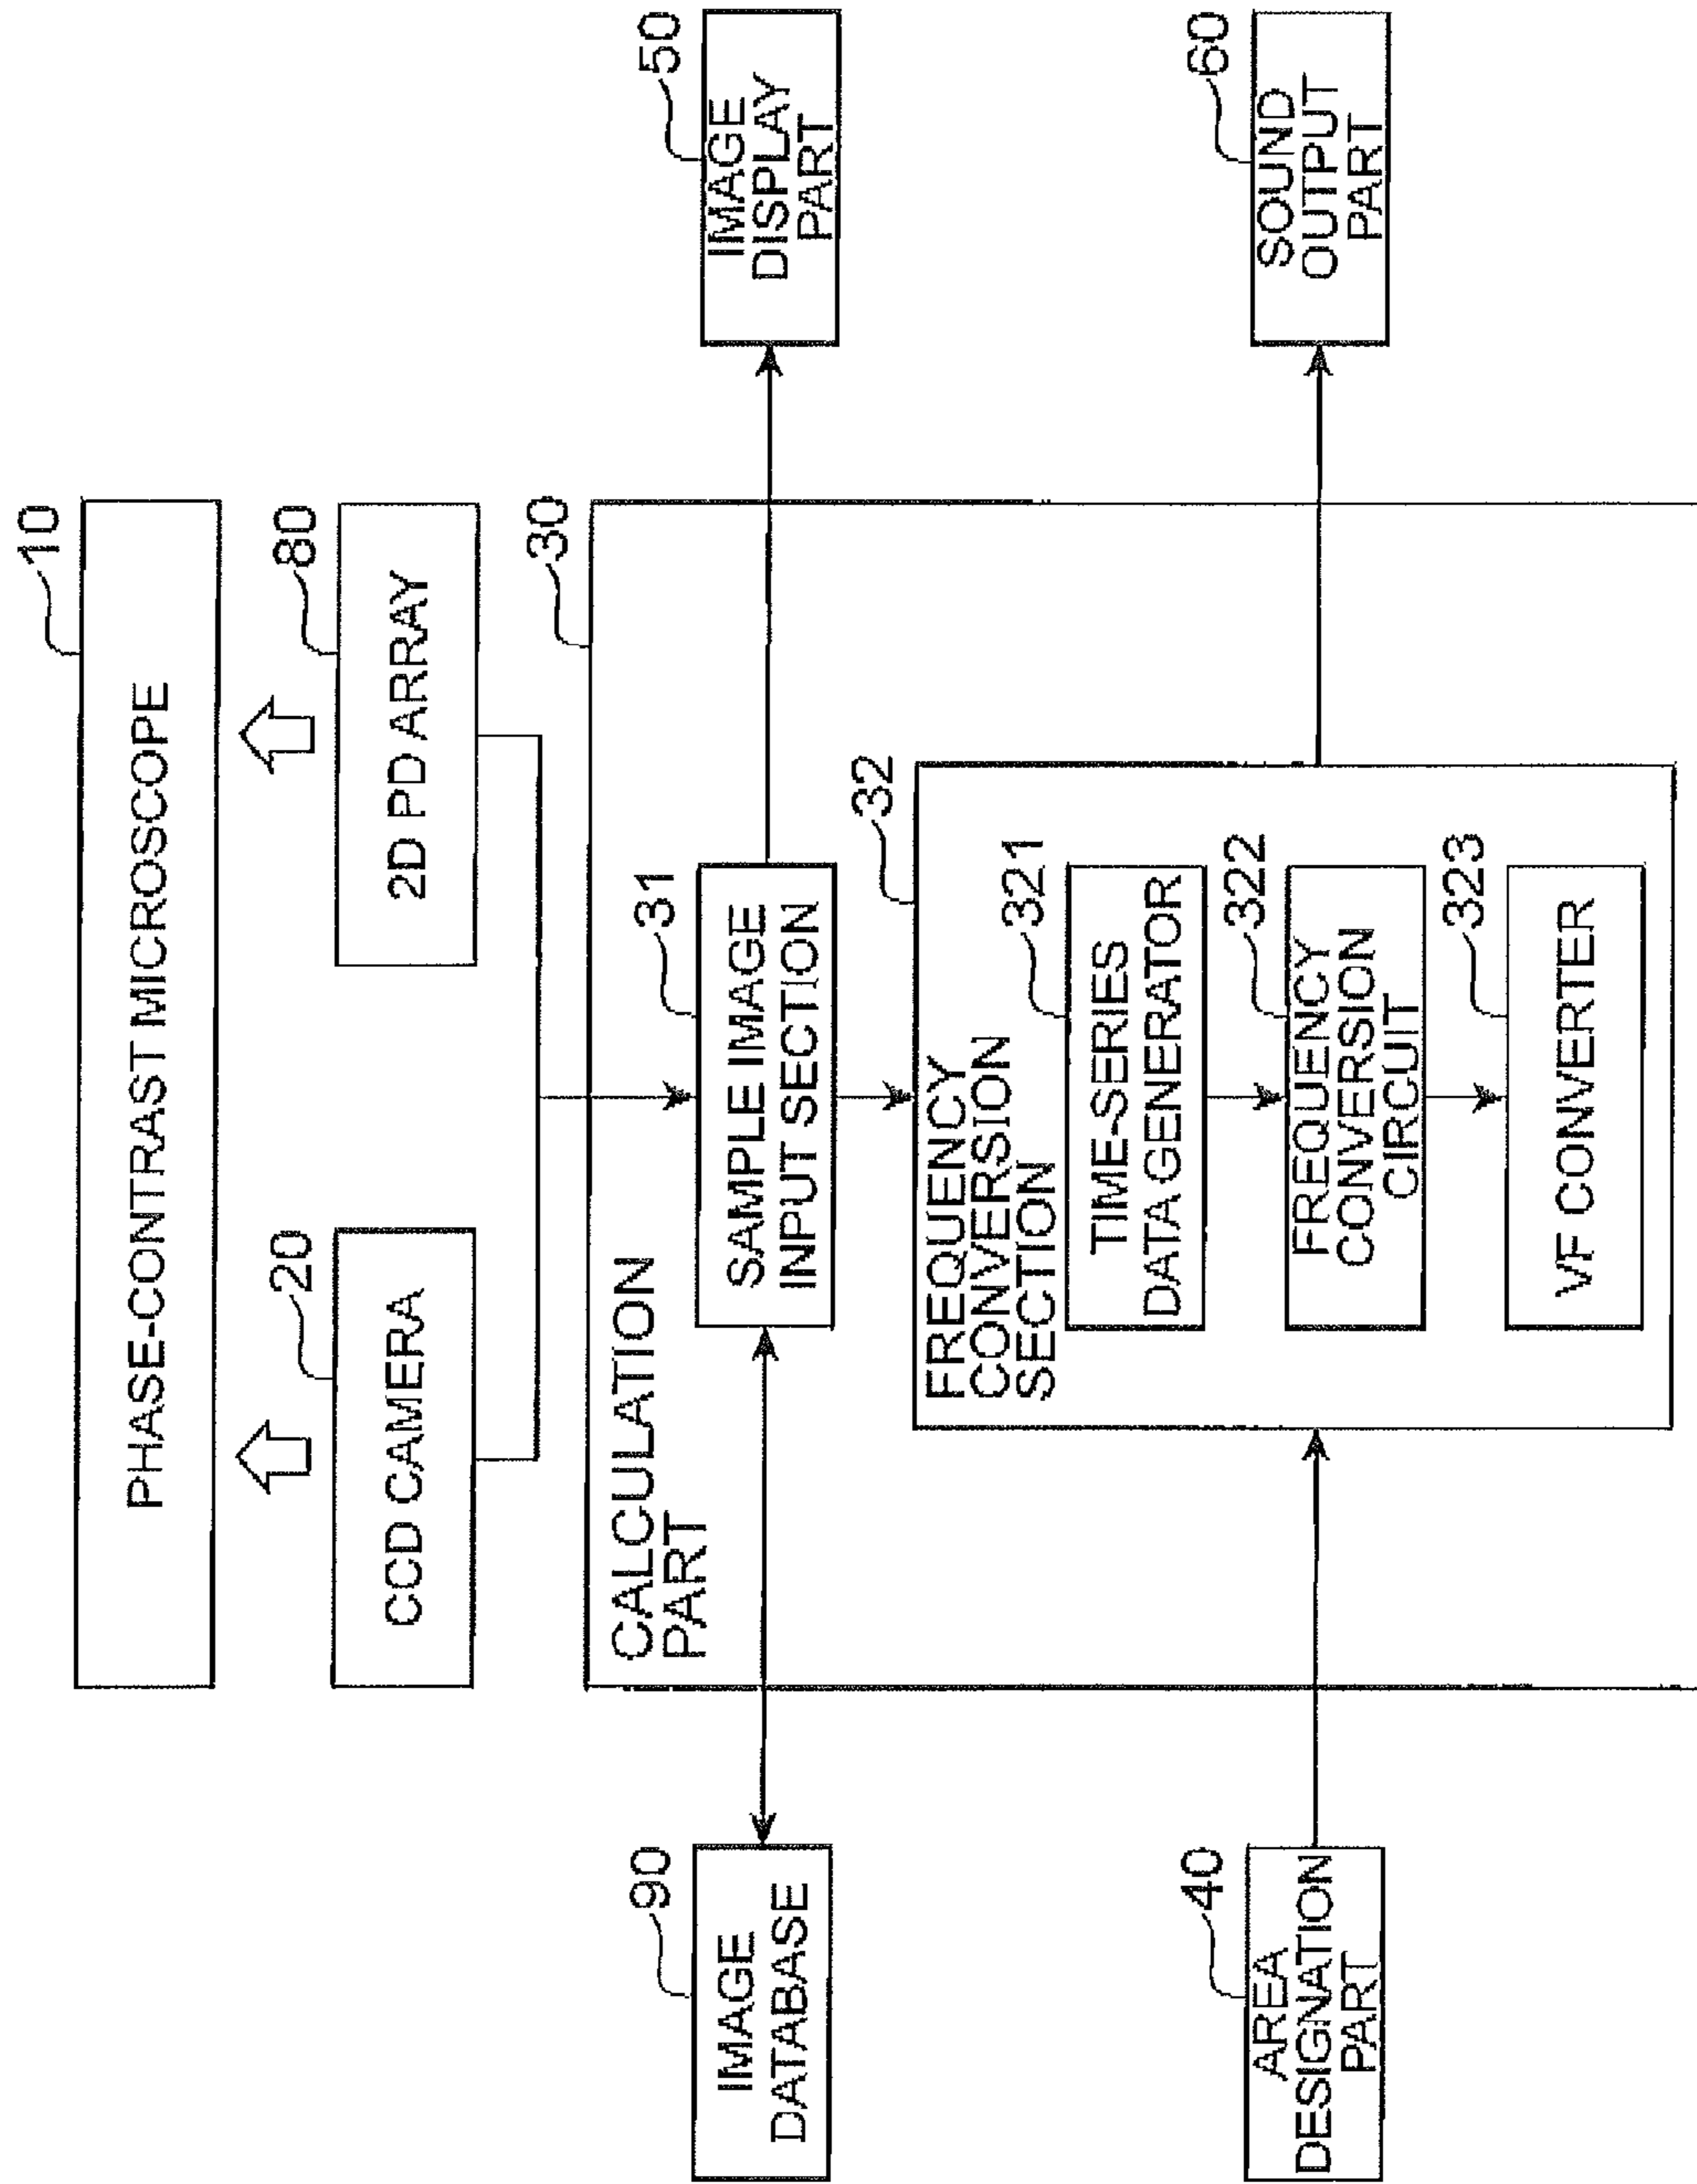 10
PHASE-CONTRAST MICROSCOPE
20
CCD CAMERA
80
2D PD ARRAY
30
CALCULATION
PART
90
IMAGE
DATABASE
31
SAMPLE IMAGE
INPUT SECTION
50
IMAGE
DISPLAY
PART
32
FREQUENCY
CONVERSION
SECTION
321
TIME-SERIES
DATA GENERATOR
322
FREQUENCY
CONVERSION
CIRCUIT
323
VF CONVERTER
40
AREA
DESIGNATION
PART
60
SOUND
OUTPUT
PART